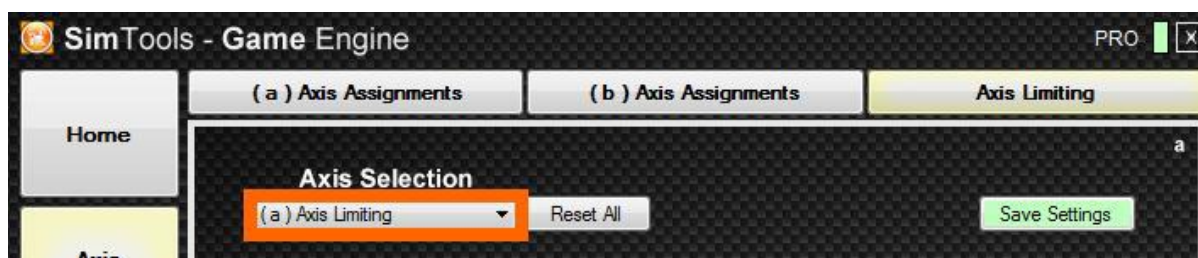 SimTools - Game Engine
PRO
X
( a ) Axis Assignments
( b ) Axis Assignments
Axis Limiting
Home
a
Axis Selection
( a ) Axis Limiting
Reset All
Save Settings
Axis